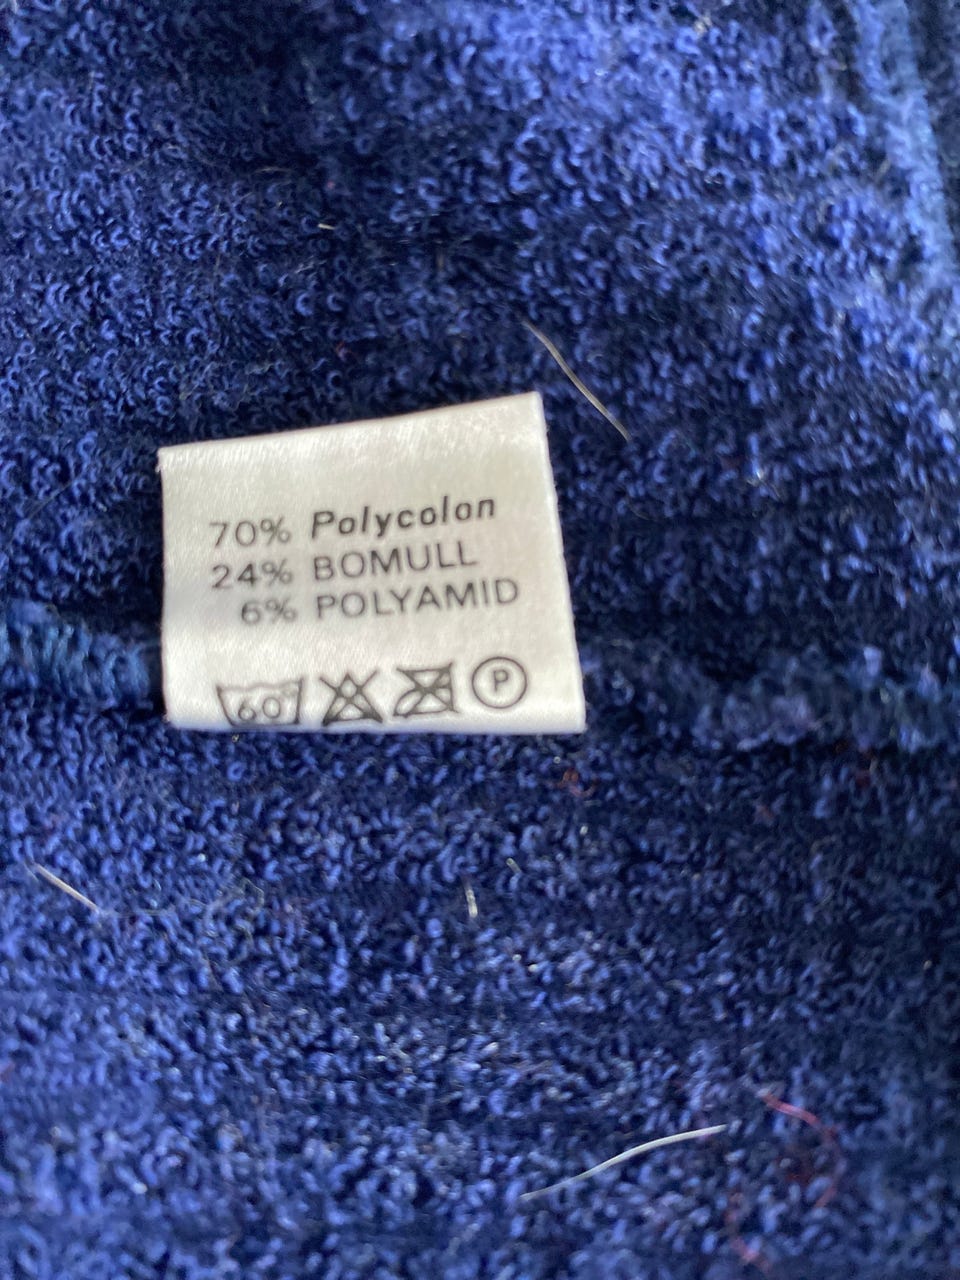 70% Polycolon
24% BOMULL
6% POLYAMID
60° P